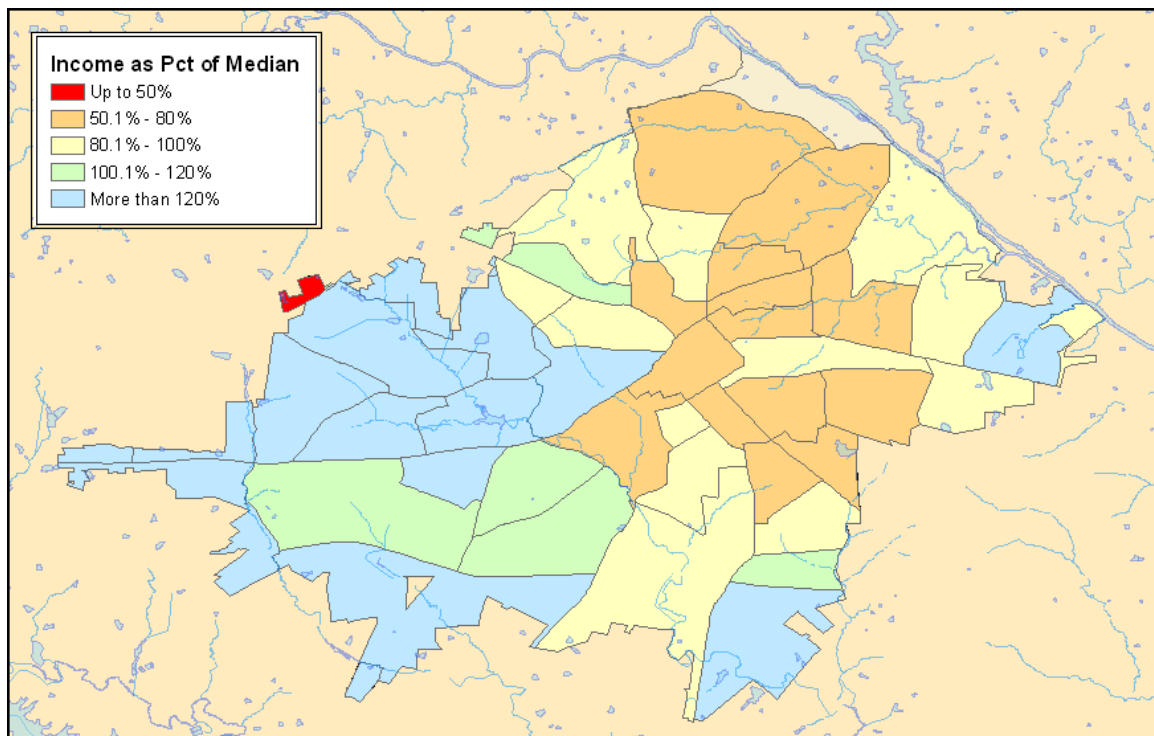 Income as Pct of Median
Up to 50%
50.1% - 80%
80.1% - 100%
100.1% - 120%
More than 120%